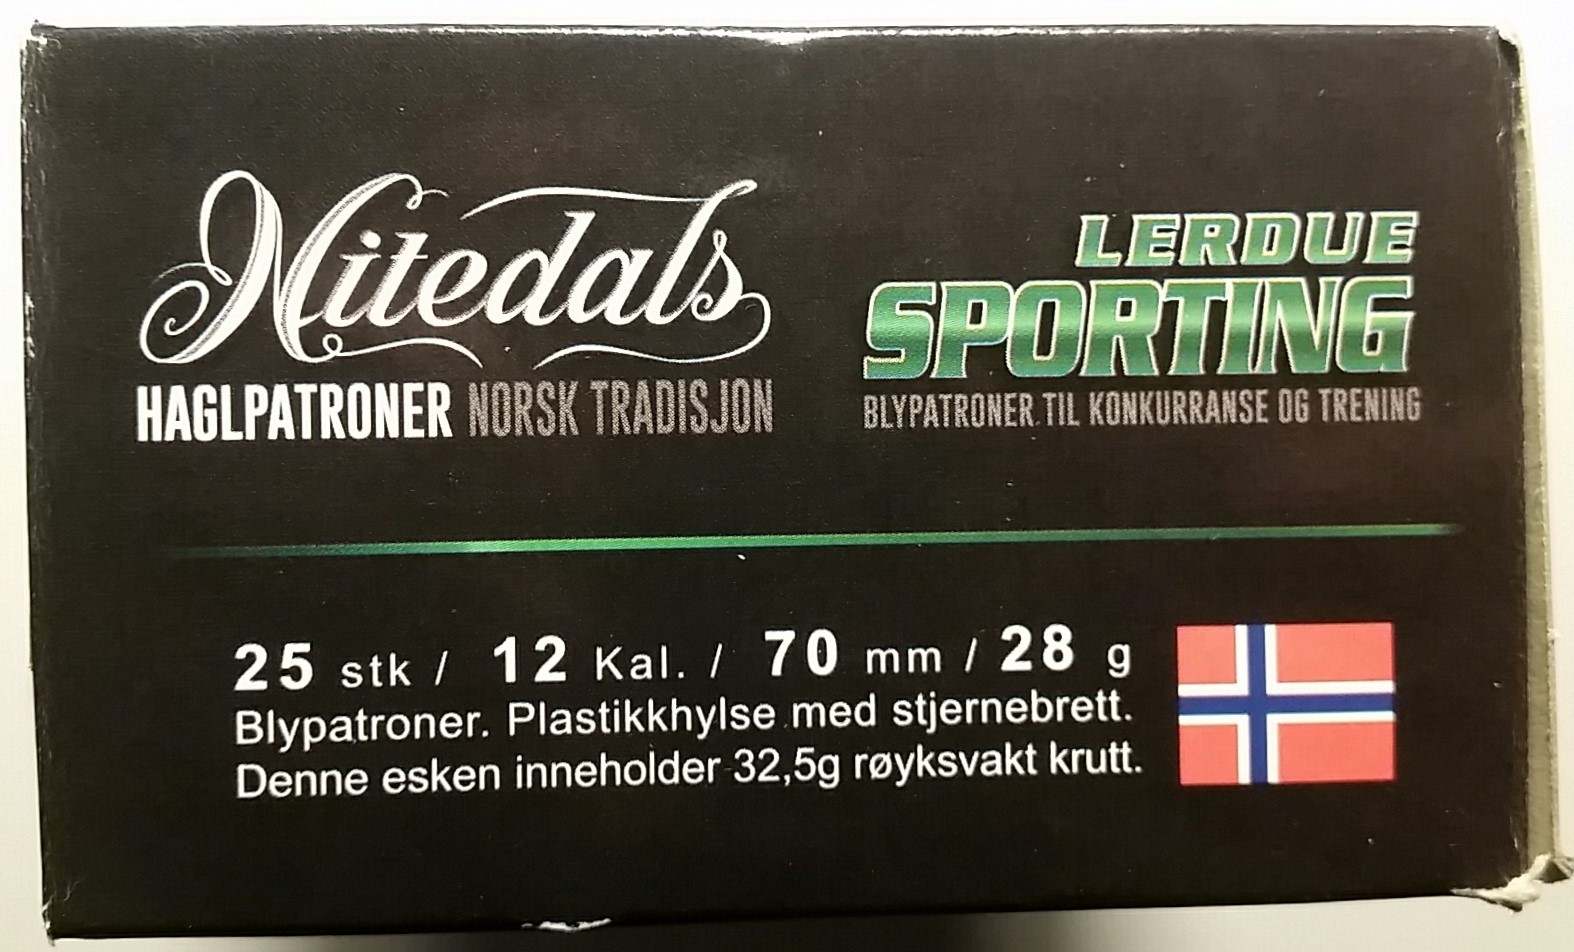 Nitedals
HAGLPATRONER NORSK TRADISJON
LERDUE
SPORTING
BLYPATRONER TIL KONKURRANSE OG TRENING
25 stk / 12 Kal. / 70 mm / 28 g
Blypatroner. Plastikkhylse med stjernebrett.
Denne esken inneholder 32,5g røyksvakt krutt.